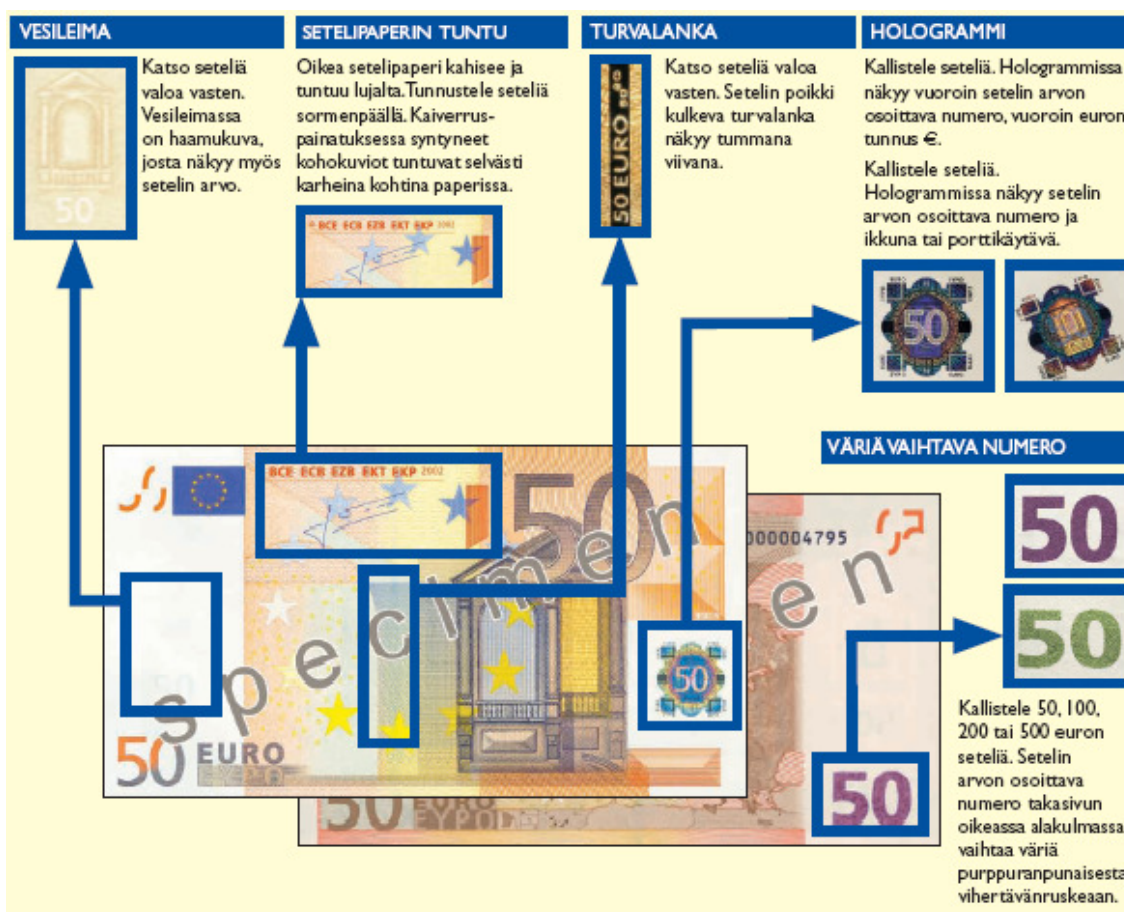 VESILEIMA
Katso seteliä
valoa vasten.
Vesileimassa
on haamukuva,
josta näkyy myös
setelin arvo.
50
SETELIPAPERIN TUNTU
Oikea setelipaperi kahisee ja
tuntuu lujalta. Tunnustele seteliä
sormenpäällä. Kaiverrus-
painatuksessa syntyneet
kohokuviot tuntuvat selvästi
karheina kohtina paperissa.
© BCE ECB EZB EKT EKP 2002
TURVALANKA
50 EURO
Katso seteliä valoa
vasten. Setelin poikki
kulkeva turvalanka
näkyy tummana
viivana.
HOLOGRAMMI
Kallistele seteliä. Hologrammissa
näkyy vuoroin setelin arvon
osoittava numero, vuoroin euron
tunnus €.
Kallistele seteliä.
Hologrammissa näkyy setelin
arvon osoittava numero ja
ikkuna tai porttikäytävä.
50
BCE ECB EZB EKT EKP 2002
50
specimen
50
50 EURO
ΕΥΡΩ
000004795
en
50 EURO
ΕΥΡΩ
50
VÄRIÄ VAIHTAVA NUMERO
50
50
Kallistele 50, 100,
200 tai 500 euron
seteliä. Setelin
arvon osoittava
numero takasivun
oikeassa alakulmassa
vaihtaa väriä
purppuranpunaisesta
vihertävänruskeaan.